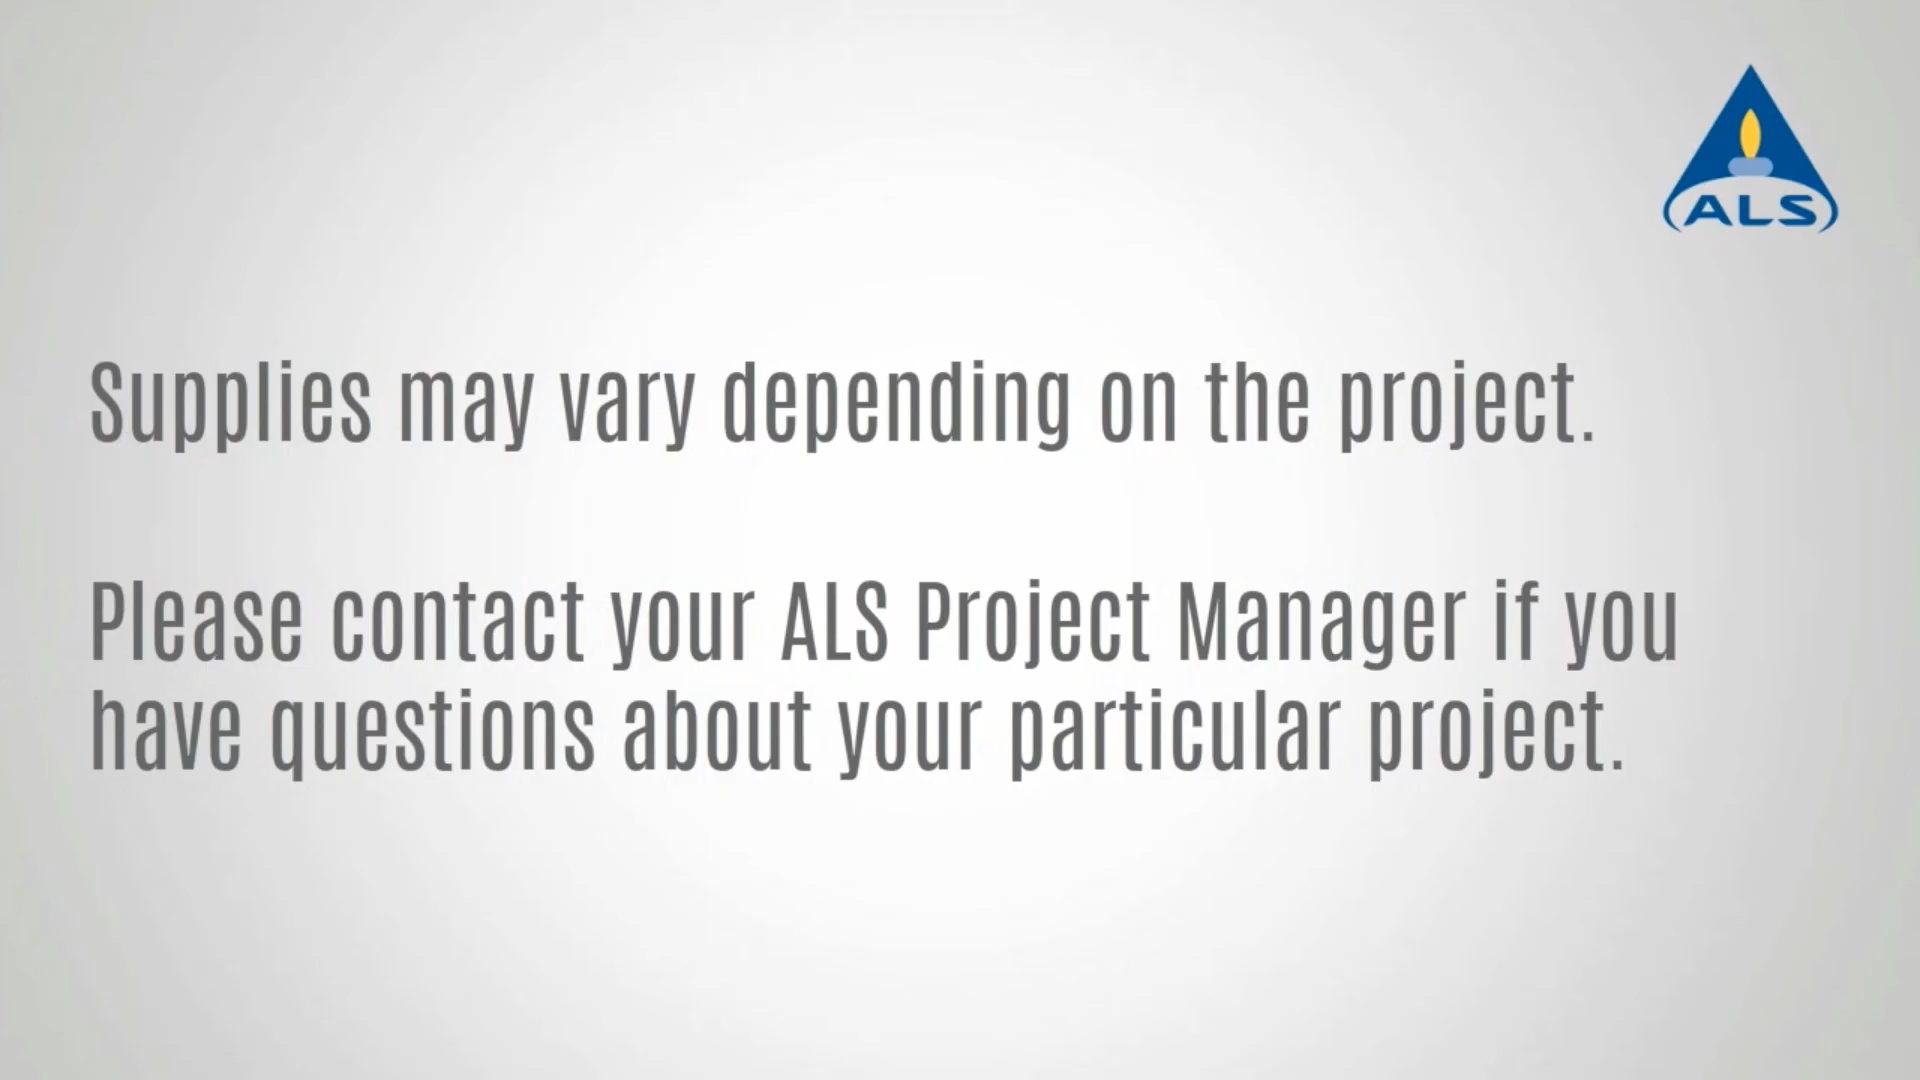 ALS
Supplies may vary depending on the project.
Please contact your ALS Project Manager if you
have questions about your particular project.